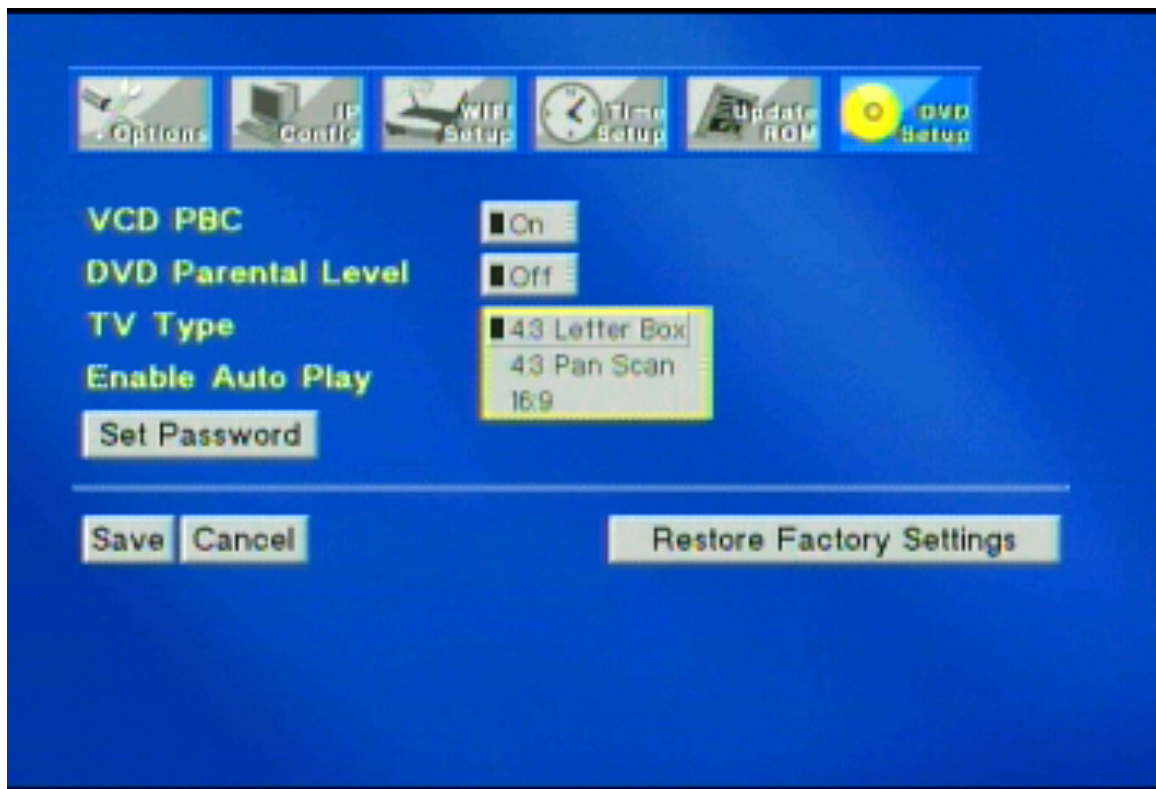 Options
IP
Config
WIFI
Setup
Time
Setup
Update
ROM
DVD
Setup
VCD PBC
On
DVD Parental Level
Off
TV Type
4:3 Letter Box
4:3 Pan Scan
16:9
Enable Auto Play
Set Password
Save
Cancel
Restore Factory Settings